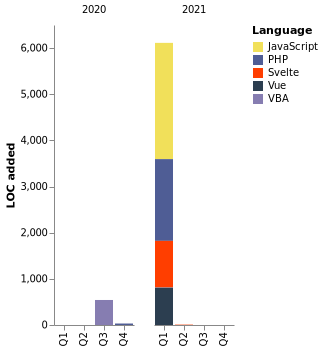 2020 2021
Language
JavaScript
PHP
Svelte
Vue
VBA
LOC added
6,000
5,000
4,000
3,000
2,000
1,000
0
Q1 Q2 Q3 Q4 Q1 Q2 Q3 Q4